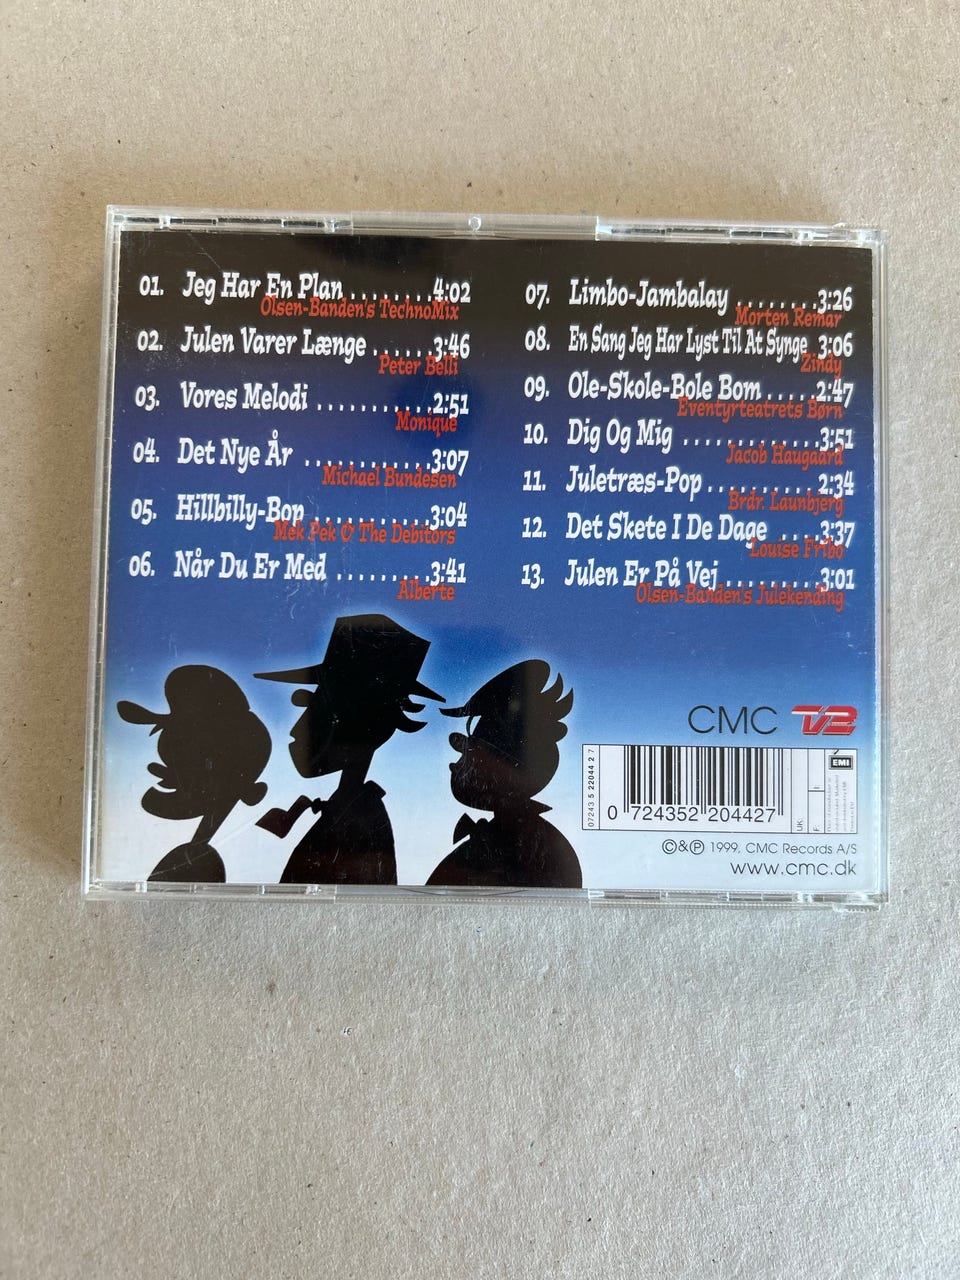 01. Jeg Har En Plan ........4:02
Olsen-Banden's TechnoMix
02. Julen Varer Længe ......3:46
Peter Belli
03. Vores Melodi ...........2:51
Monique
04. Det Nye År ............3:07
Michael Bundesen
05. Hillbilly-Bop ............3:04
Mek Pek & The Debitors
06. Når Du Er Med .........3:41
Alberte
07. Limbo-Jambalay ........3:26
Morten Remar
08. En Sang Jeg Har Lyst Til At Synge 3:06
Zindy
09. Ole-Skole-Bole Bom .....2:47
Eventyrteatrets Børn
10. Dig Og Mig .............3:51
Jacob Haugaard
11. Juletræs-Pop ..........2:34
Brdr. Launbjerg
12. Det Skete I De Dage ....3:37
Louise Fribo
13. Julen Er På Vej .........3:01
Olsen-Banden's Julekending
CMC TV2
07243 5 22044 2 7
0 724352 204427
UK:
F:
EMI
©&℗ 1999, CMC Records A/S
www.cmc.dk